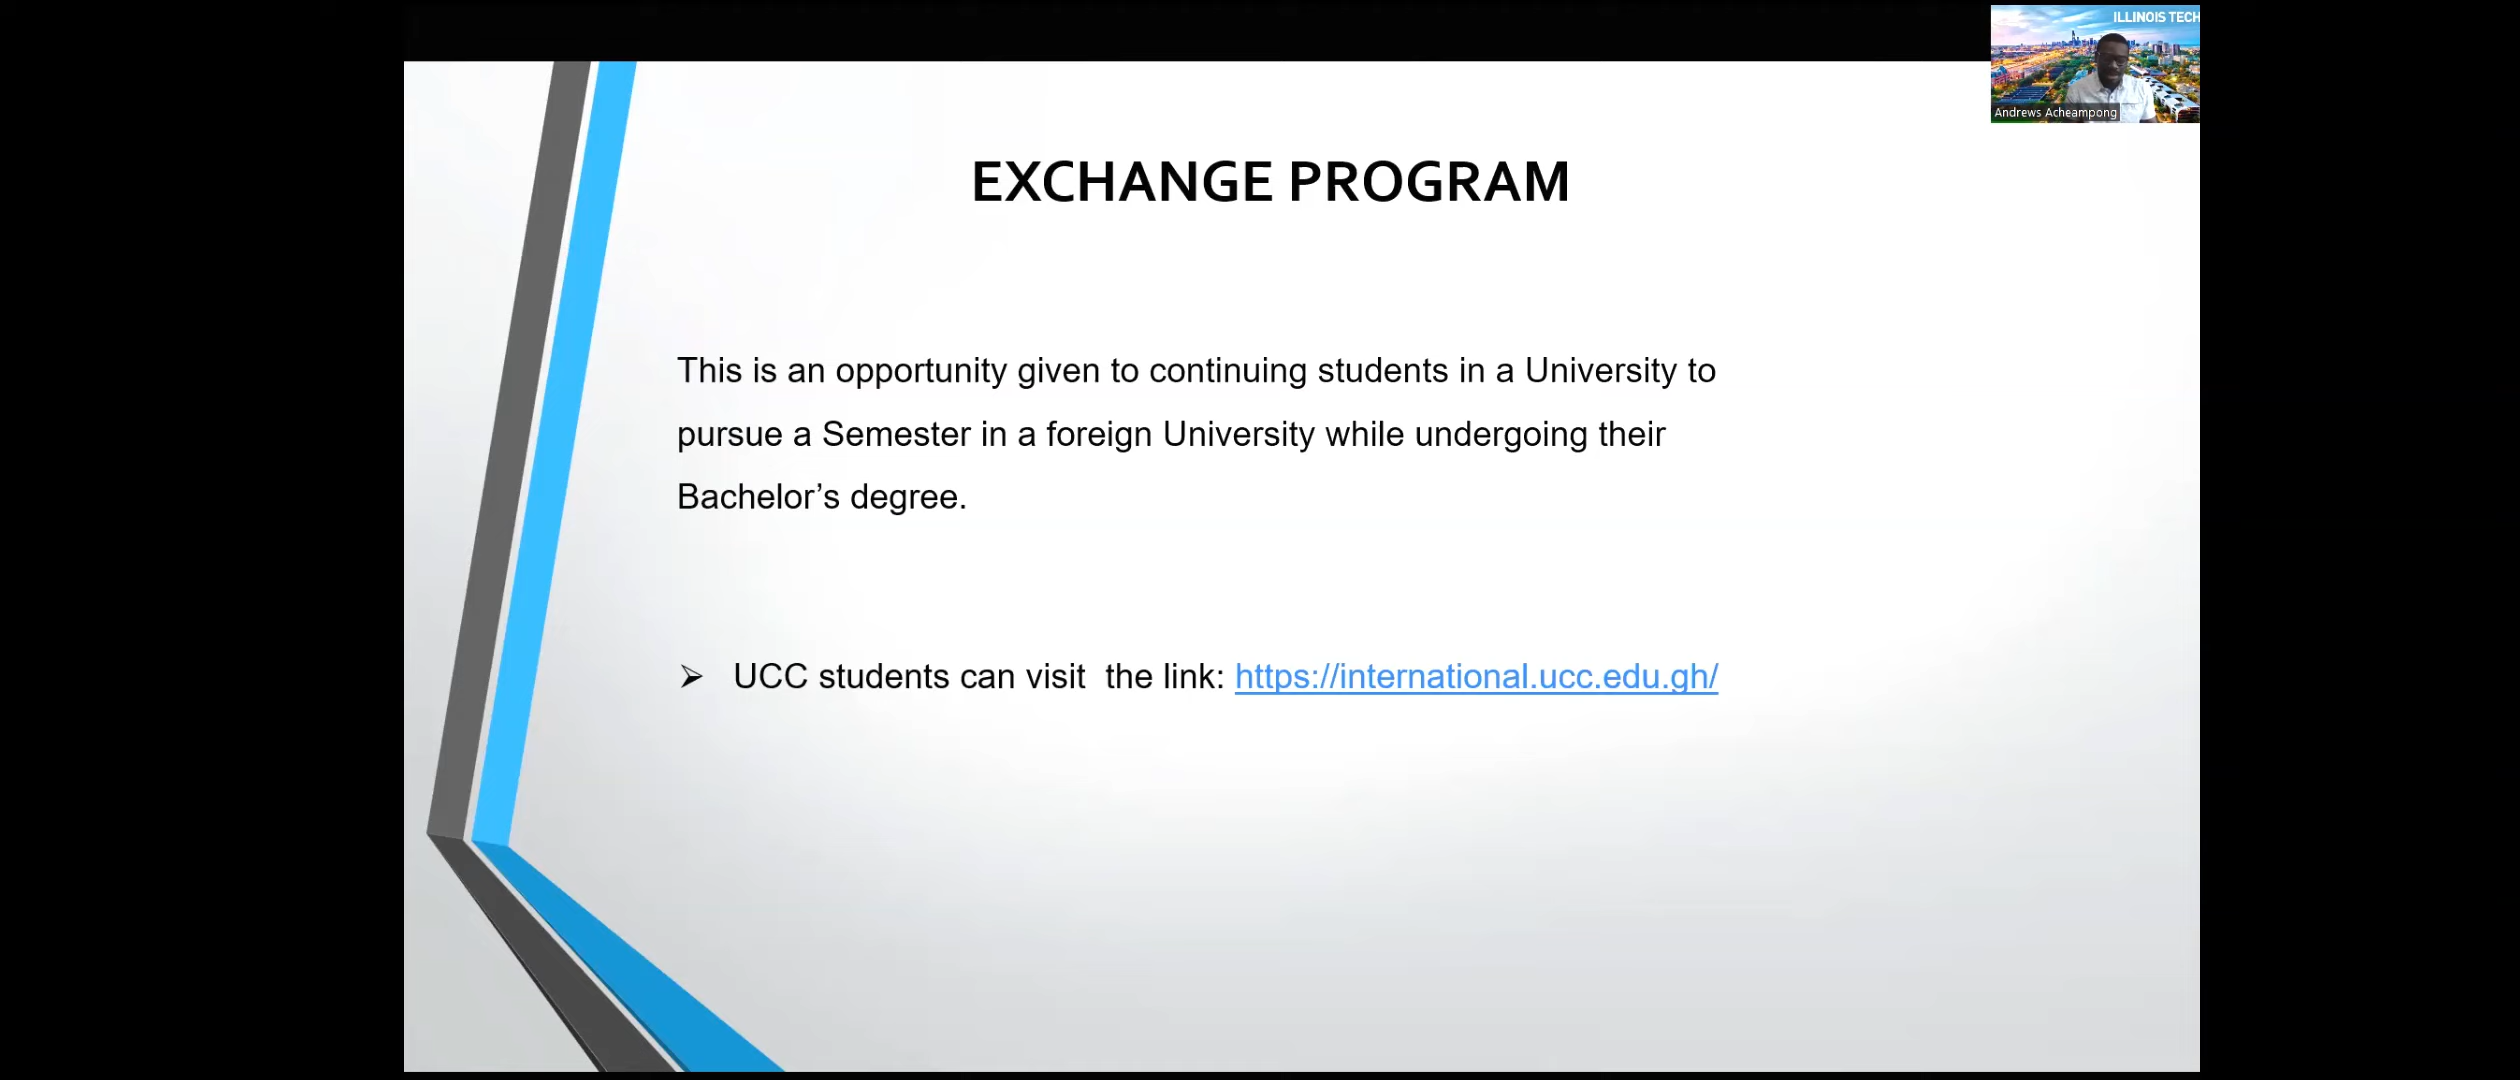 ILLINOIS TECH
Andrews Acheampong
EXCHANGE PROGRAM
This is an opportunity given to continuing students in a University to
pursue a Semester in a foreign University while undergoing their
Bachelor’s degree.
➢ UCC students can visit  the link: https://international.ucc.edu.gh/